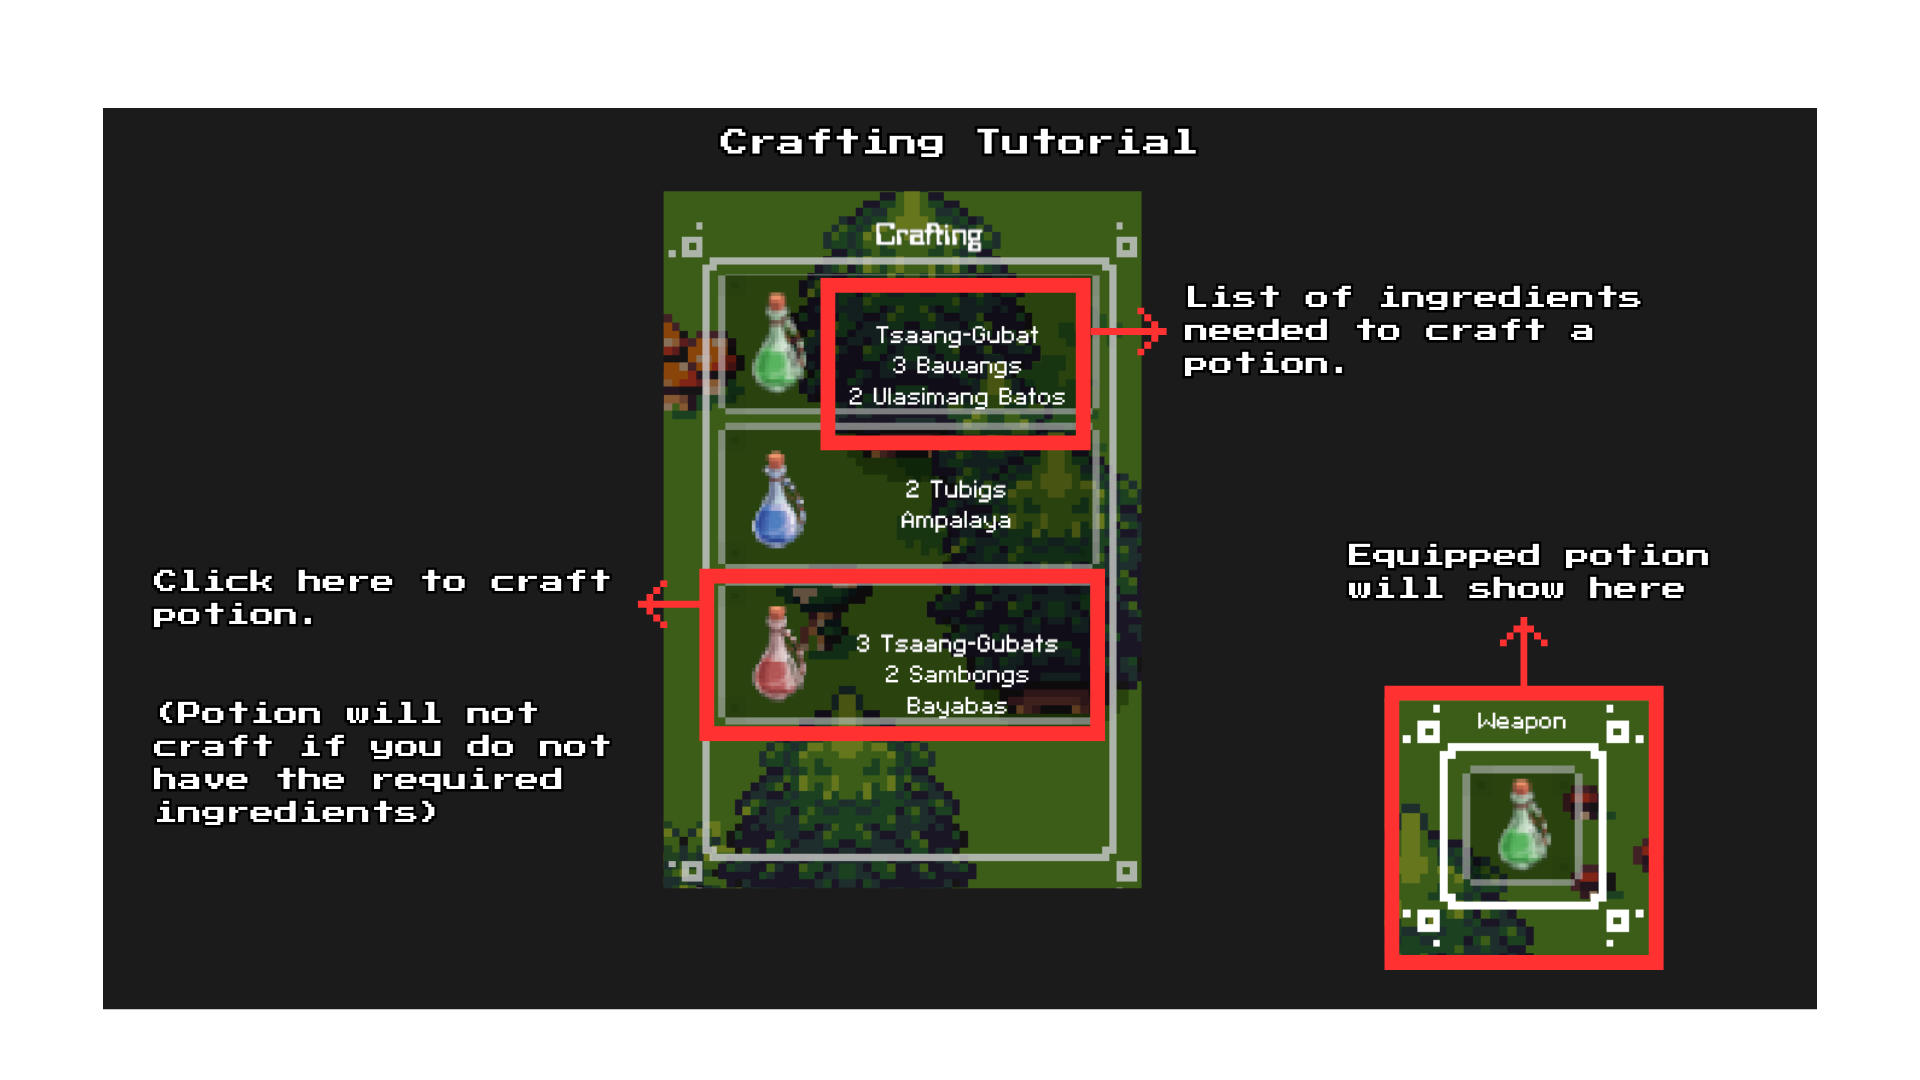 Crafting Tutorial
Crafting
Tsaang-Gubat
3 Bawangs
2 Ulasimang Batos
List of ingredients
needed to craft a
potion.
2 Tubigs
Ampalaya
Click here to craft
potion.
(Potion will not
craft if you do not
have the required
ingredients)
3 Tsaang-Gubats
2 Sambongs
Bayabas
Equipped potion
will show here
Weapon